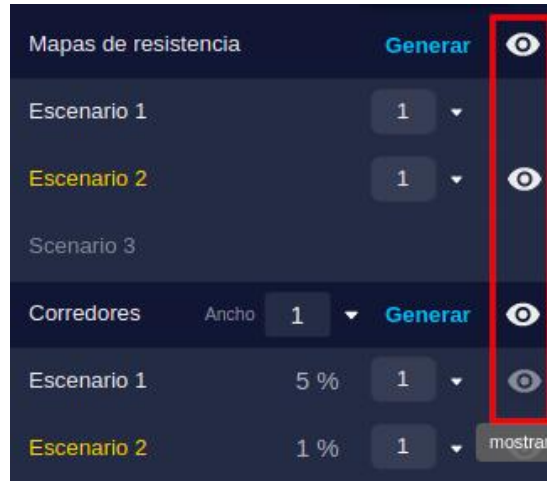 Mapas de resistencia Generar
Escenario 1 1
Escenario 2 1
Scenario 3
Corredores Ancho 1 Generar
Escenario 1 5 % 1
Escenario 2 1 % 1
mostrar